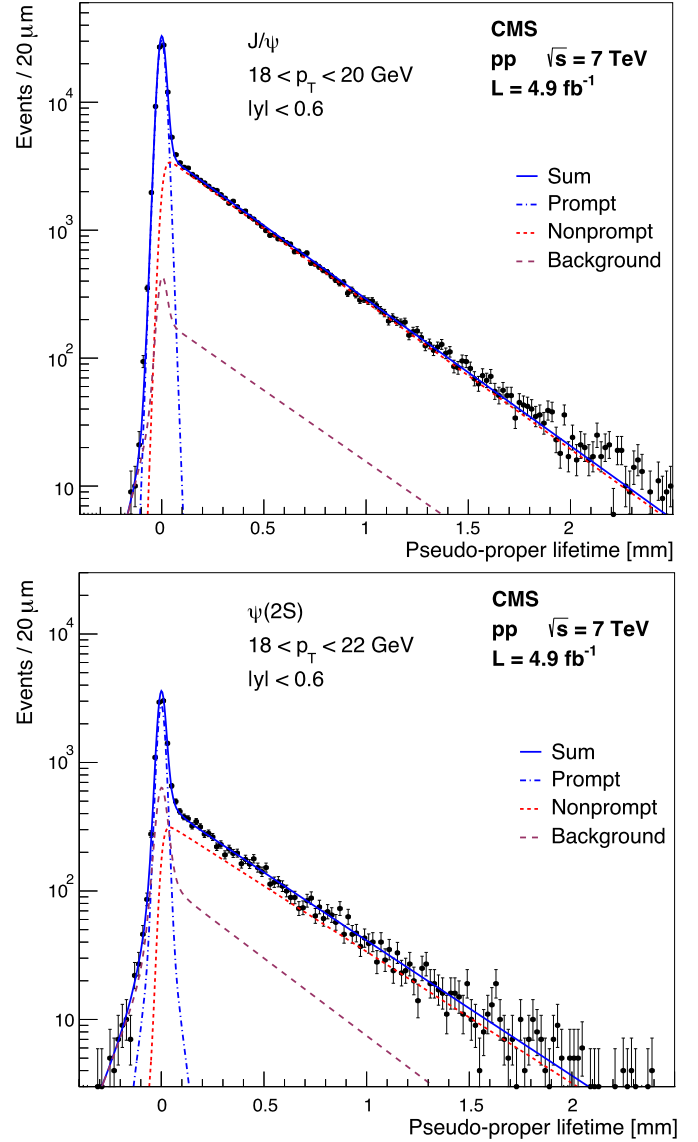 J/ψ
18 < p_T < 20 GeV
|y| < 0.6
CMS
pp √s = 7 TeV
L = 4.9 fb⁻¹
Sum
Prompt
Nonprompt
Background
Events / 20 μm
10⁴
10³
10²
10
0 0.5 1 1.5 2
Pseudo-proper lifetime [mm]
ψ(2S)
18 < p_T < 22 GeV
|y| < 0.6
CMS
pp √s = 7 TeV
L = 4.9 fb⁻¹
Sum
Prompt
Nonprompt
Background
Events / 20 μm
10⁴
10³
10²
10
0 0.5 1 1.5 2
Pseudo-proper lifetime [mm]